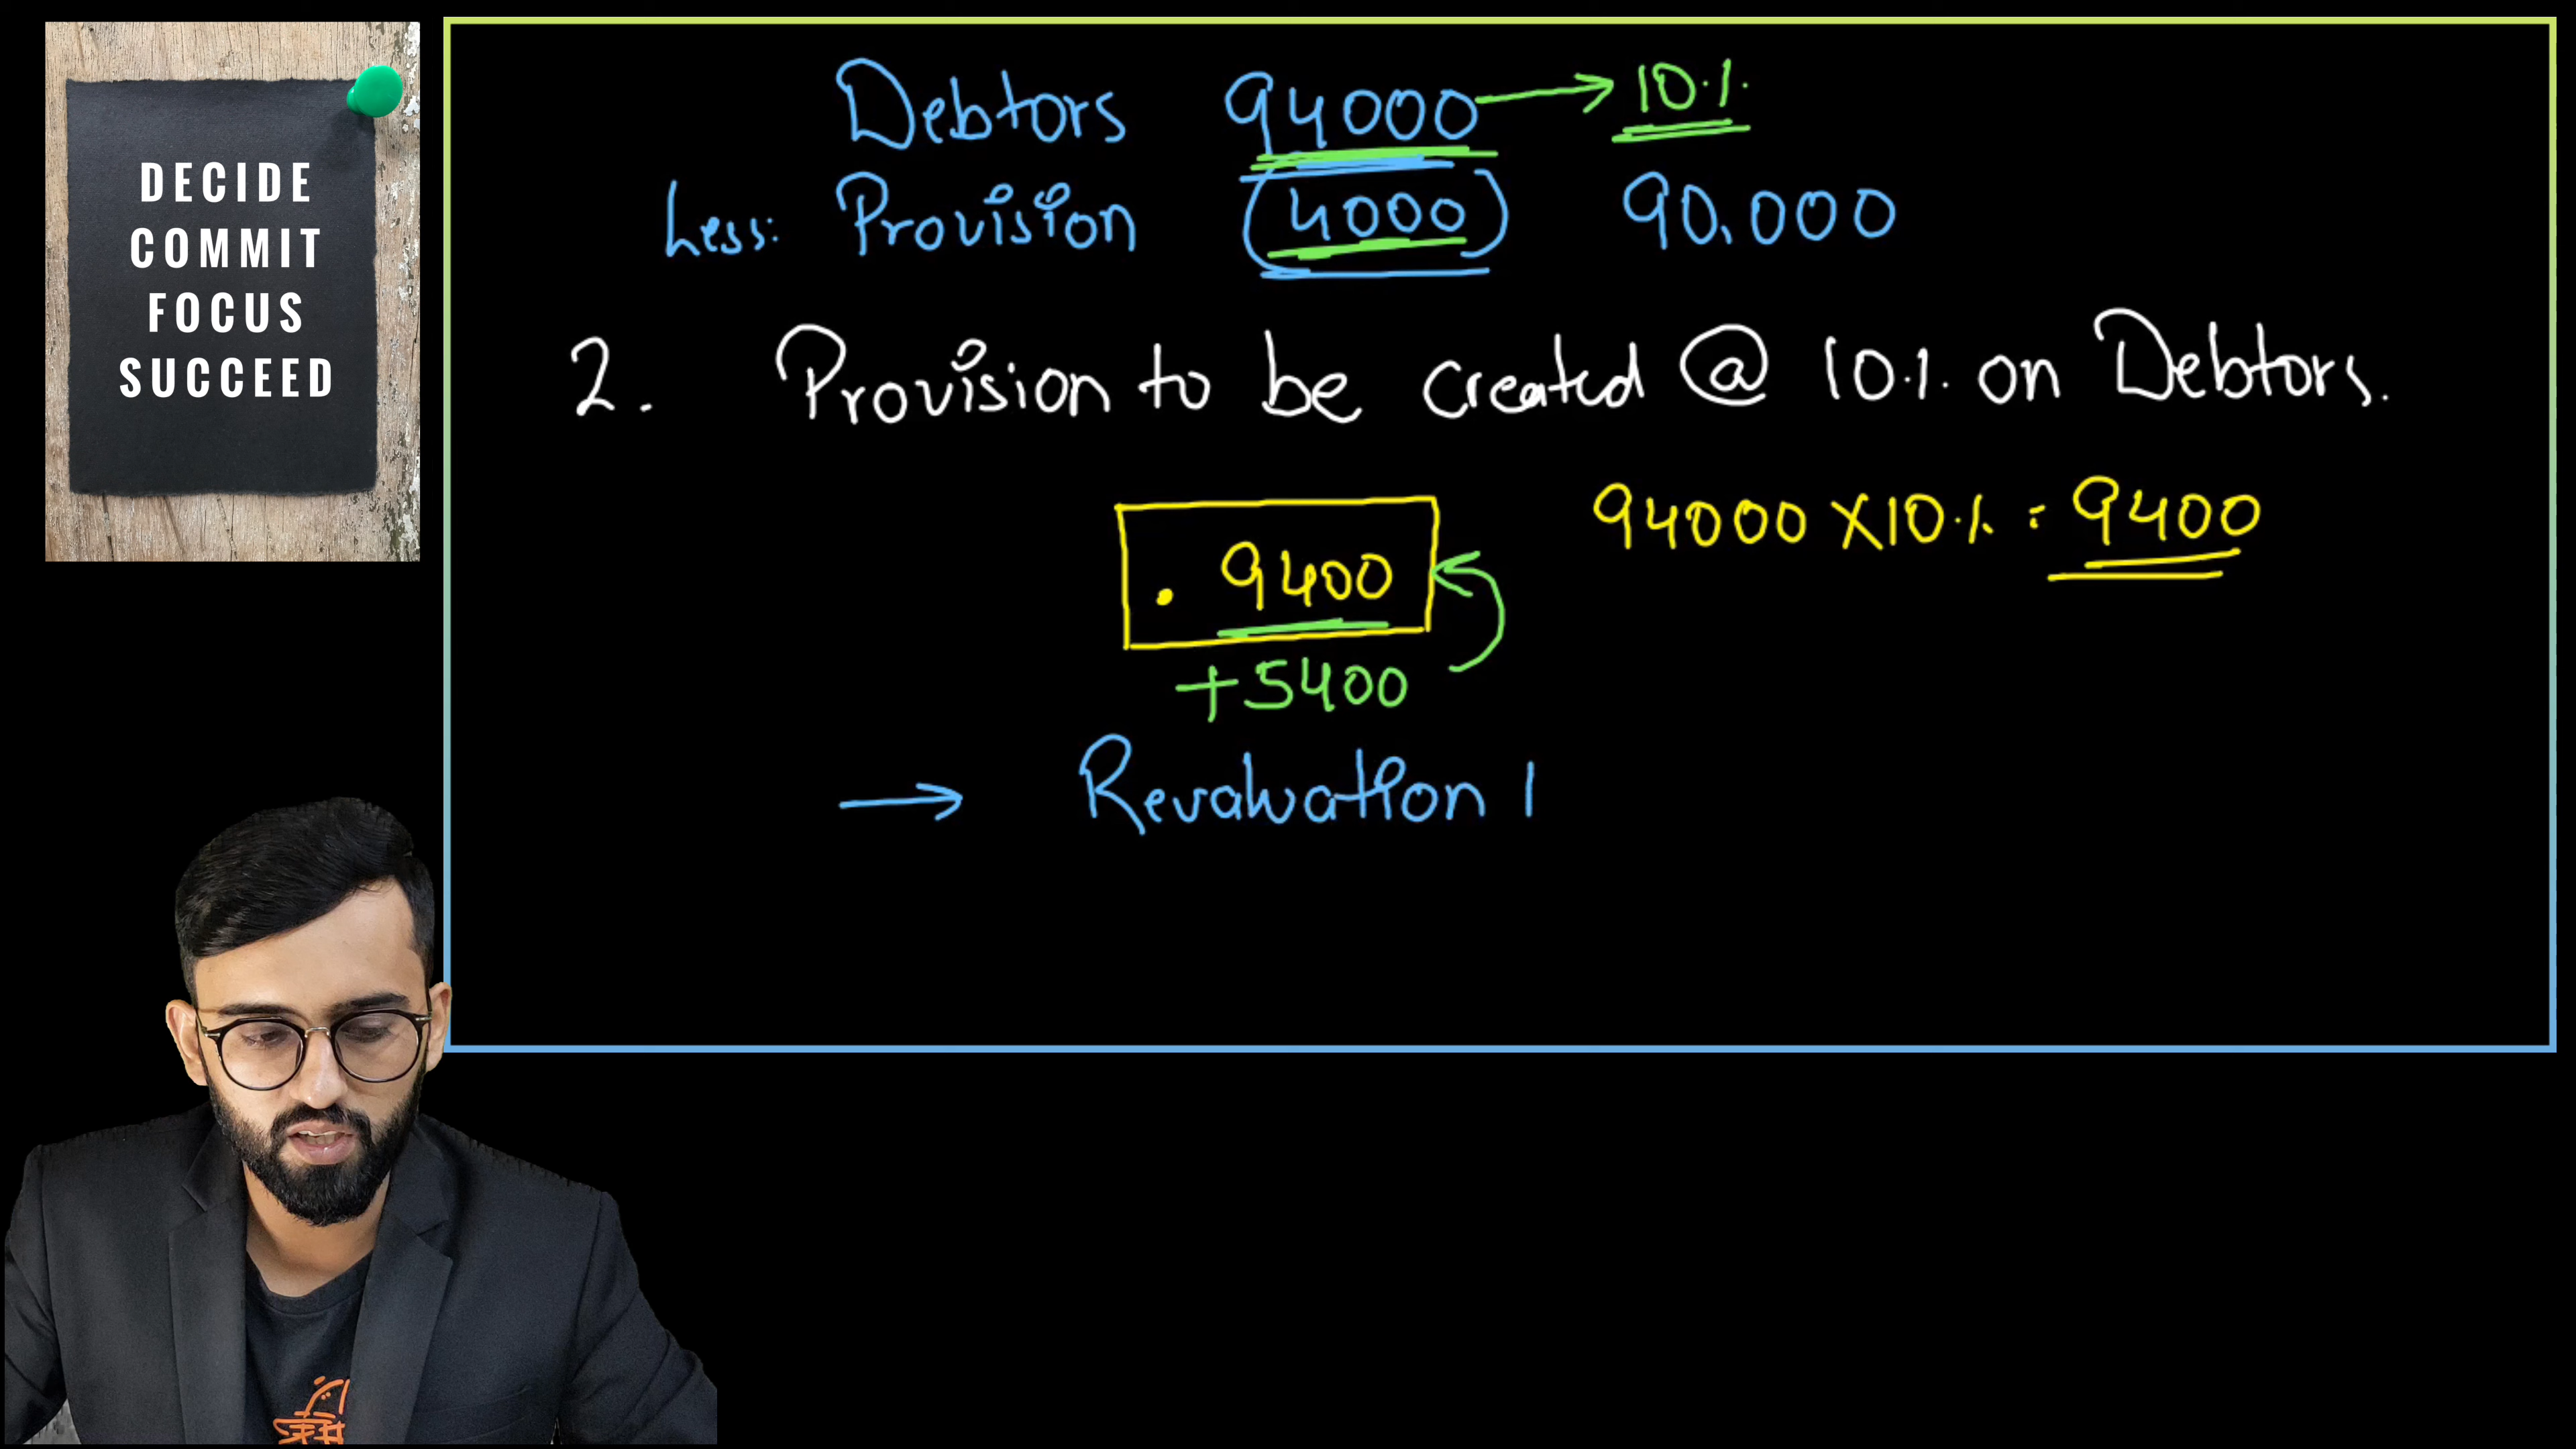 DECIDE
COMMIT
FOCUS
SUCCEED
Debtors 94000 → 10%
Less: Provision (4000) 90,000
2. Provision to be created @ 10% on Debtors.
94000 X 10% = 9400
. 9400
+5400
→ Revaluation